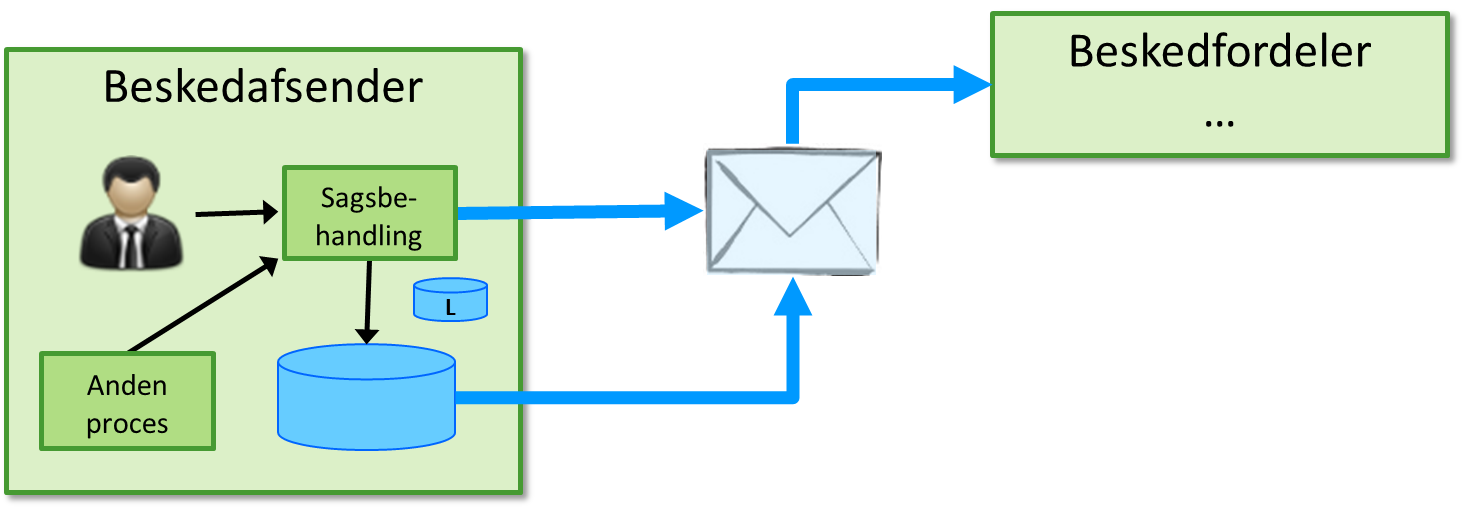 Beskedafsender
Sagsbe-
handling
L
Anden
proces
Beskedfordeler
...